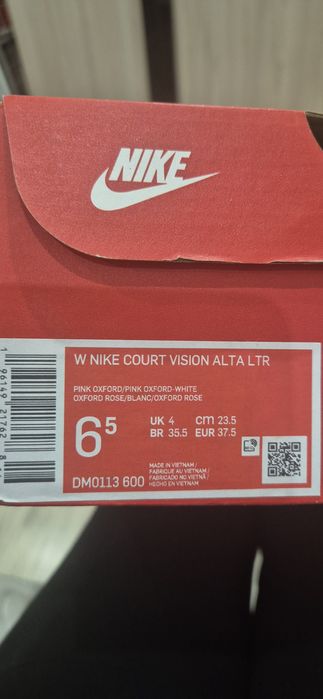 NIKE
W NIKE COURT VISION ALTA LTR
PINK OXFORD/PINK OXFORD-WHITE
OXFORD ROSE/BLANC/OXFORD ROSE
6⁵
UK 4 cm 23.5
BR 35.5 EUR 37.5
MADE IN VIETNAM /
FABRIQUE AU VIETNAM /
FABRICADO NO VIETNÃ /
HECHO EN VIETNAM
DM0113 600